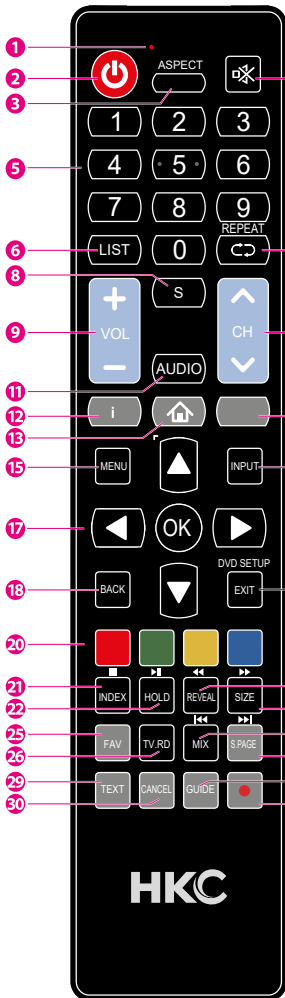 1
2
ASPECT
3
1 2 3
5
4 5 6
7 8 9
REPEAT
6
LIST 0
8
S
+
9
VOL CH
−
11
AUDIO
12
i
13
15
MENU INPUT
17
OK
DVD SETUP
18
BACK EXIT
20
21
INDEX HOLD REVEAL SIZE
22
25
FAV TV.RD MIX S.PAGE
26
29
TEXT CANCEL GUIDE
30
HKC